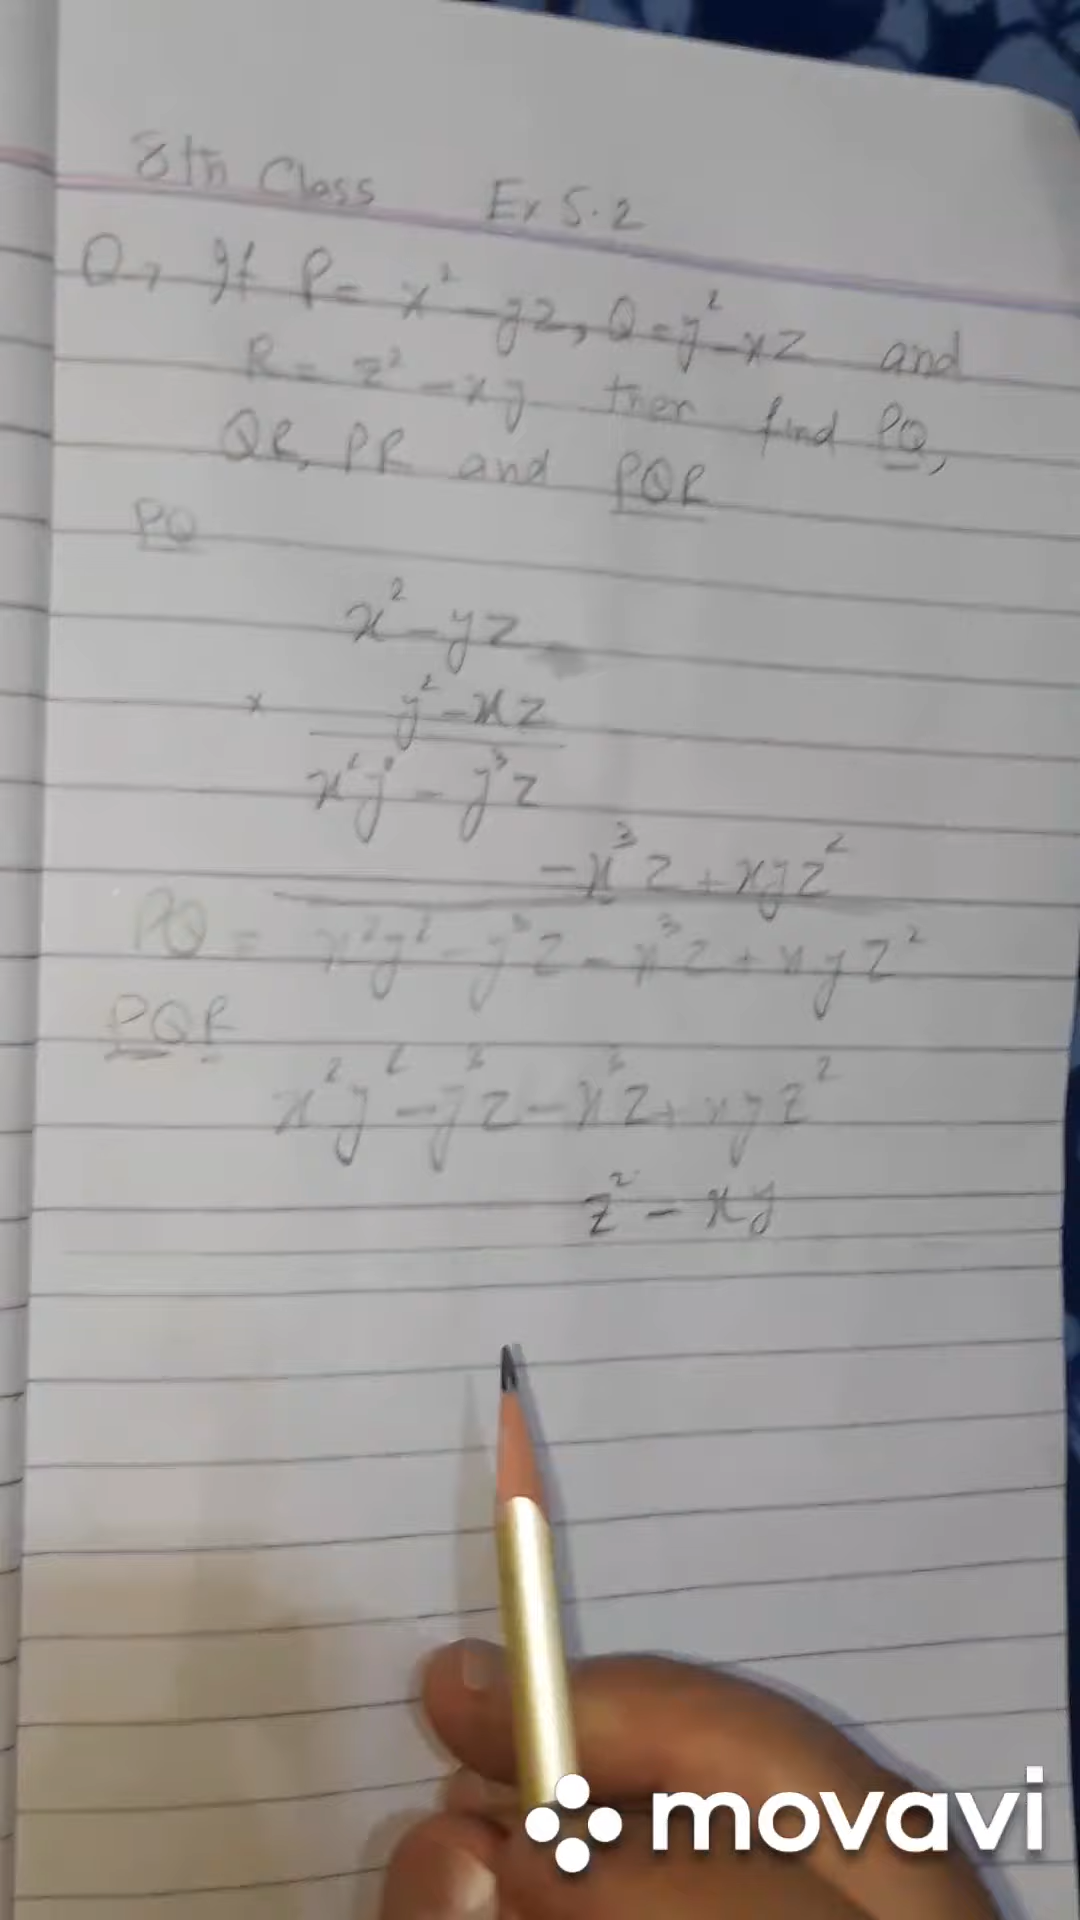 8th Class Ex 5.2
Q, If P = x² - yz, Q = y² - xz and
R = z² - xy then find PQ,
QR, PR and PQR
PQ
x² - yz
× y² - xz
x²y² - y³z
- x³z + xyz²
PQ = x²y² - y³z - x³z + xyz²
PQR
x²y² - y³z - x³z + xyz²
z² - xy
movavi